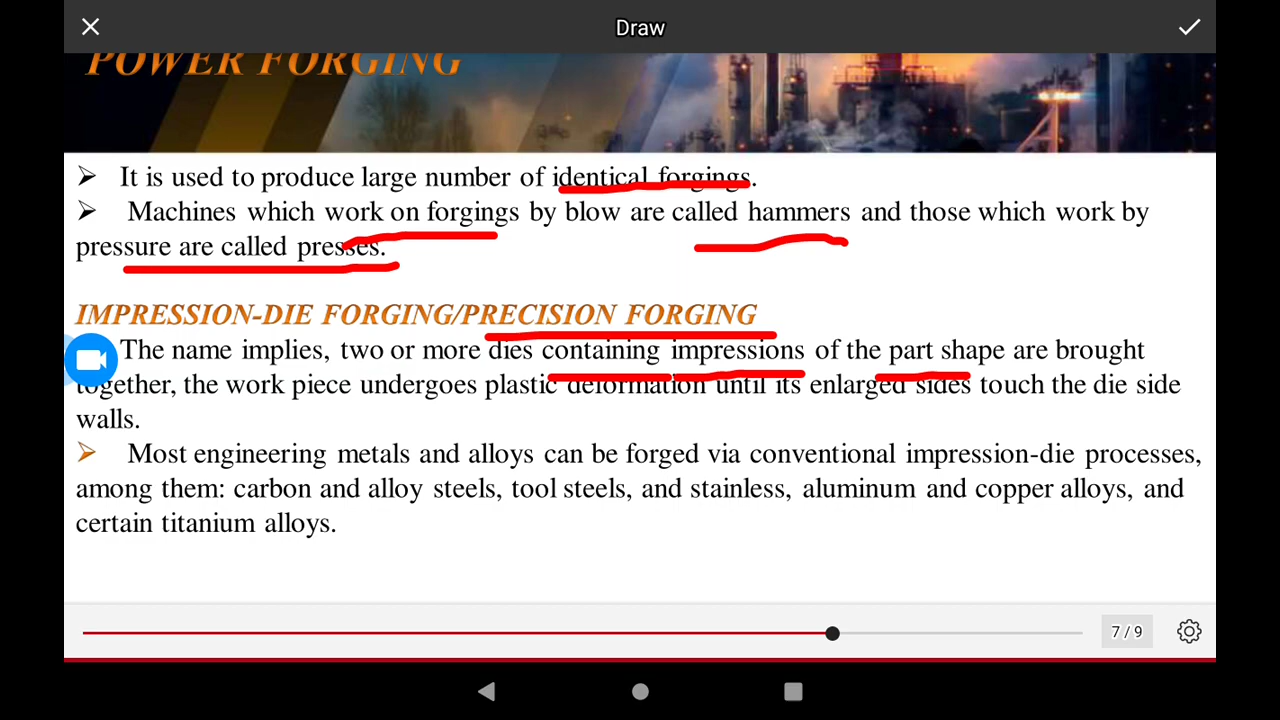 Draw
POWER FORGING
➢ It is used to produce large number of identical forgings.
➢ Machines which work on forgings by blow are called hammers and those which work by
pressure are called presses.
IMPRESSION-DIE FORGING/PRECISION FORGING
The name implies, two or more dies containing impressions of the part shape are brought
together, the work piece undergoes plastic deformation until its enlarged sides touch the die side
walls.
➢ Most engineering metals and alloys can be forged via conventional impression-die processes,
among them: carbon and alloy steels, tool steels, and stainless, aluminum and copper alloys, and
certain titanium alloys.
7 / 9